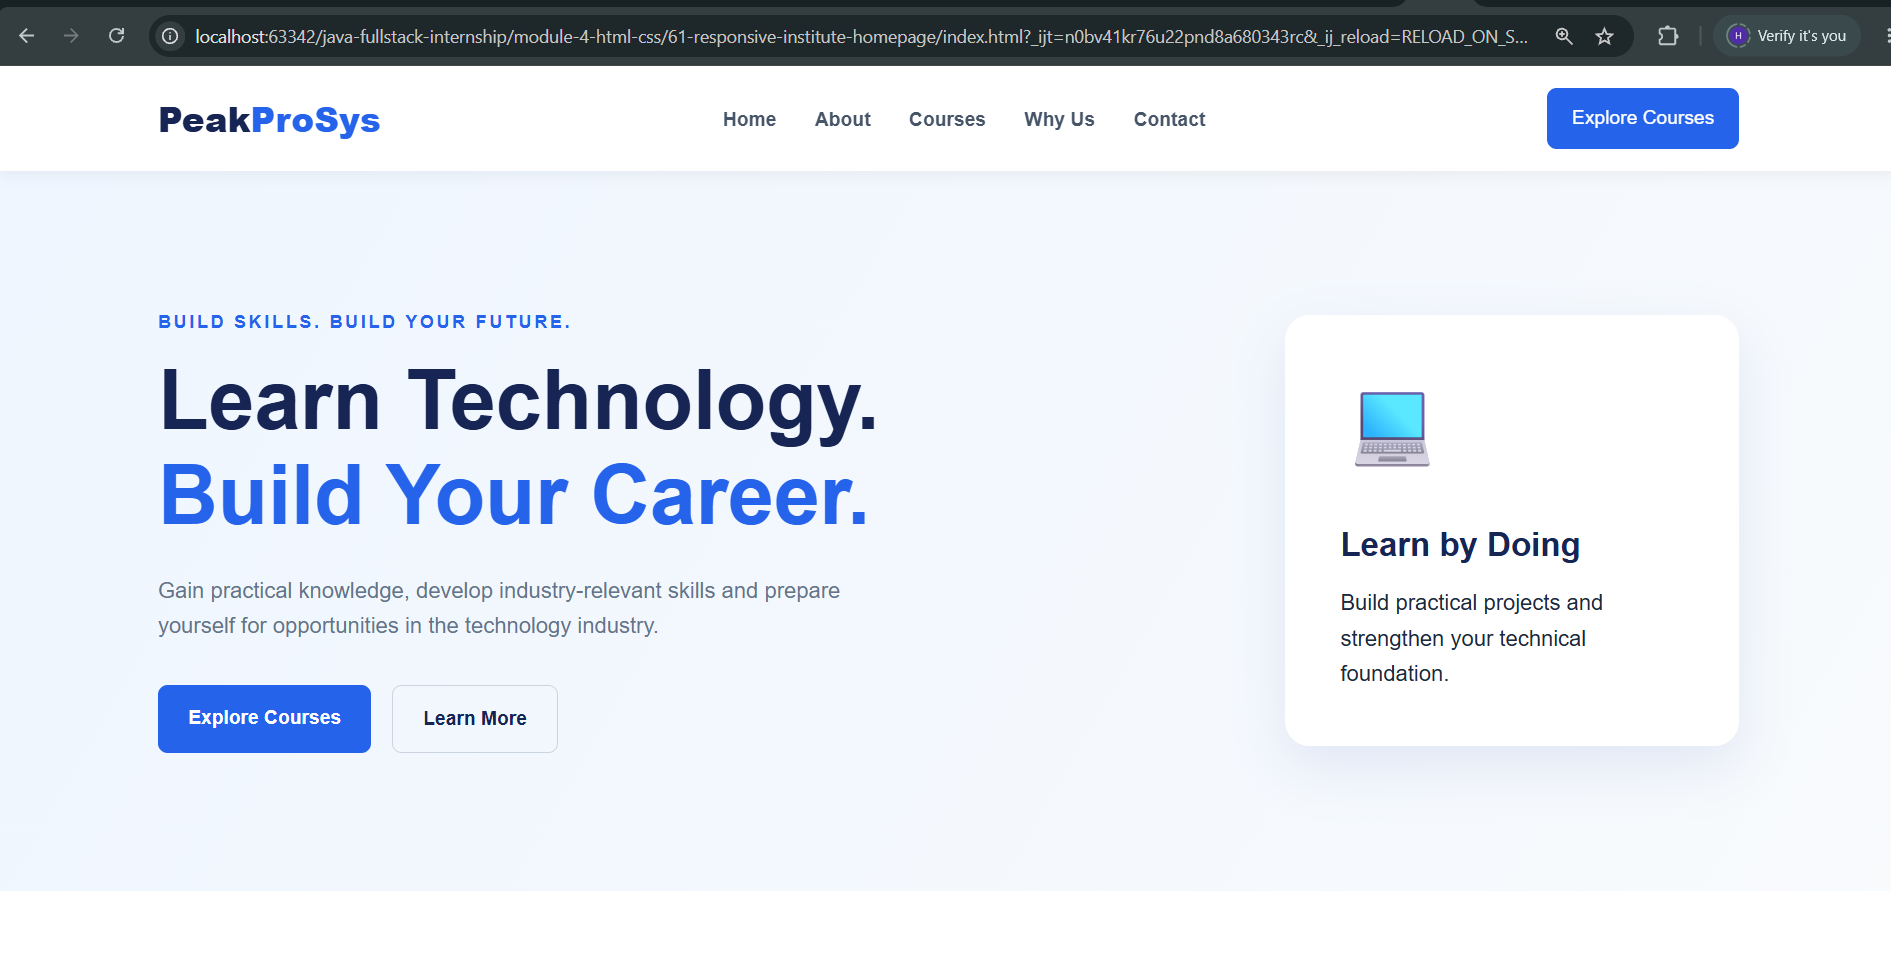 localhost:63342/java-fullstack-internship/module-4-html-css/61-responsive-institute-homepage/index.html?_ijt=n0bv41kr76u22pnd8a680343rc&_ij_reload=RELOAD_ON_S...
H
Verify it's you
PeakProSys
Home
About
Courses
Why Us
Contact
Explore Courses
BUILD SKILLS. BUILD YOUR FUTURE.
Learn Technology.
Build Your Career.
Gain practical knowledge, develop industry-relevant skills and prepare
yourself for opportunities in the technology industry.
Explore Courses
Learn More
Learn by Doing
Build practical projects and
strengthen your technical
foundation.